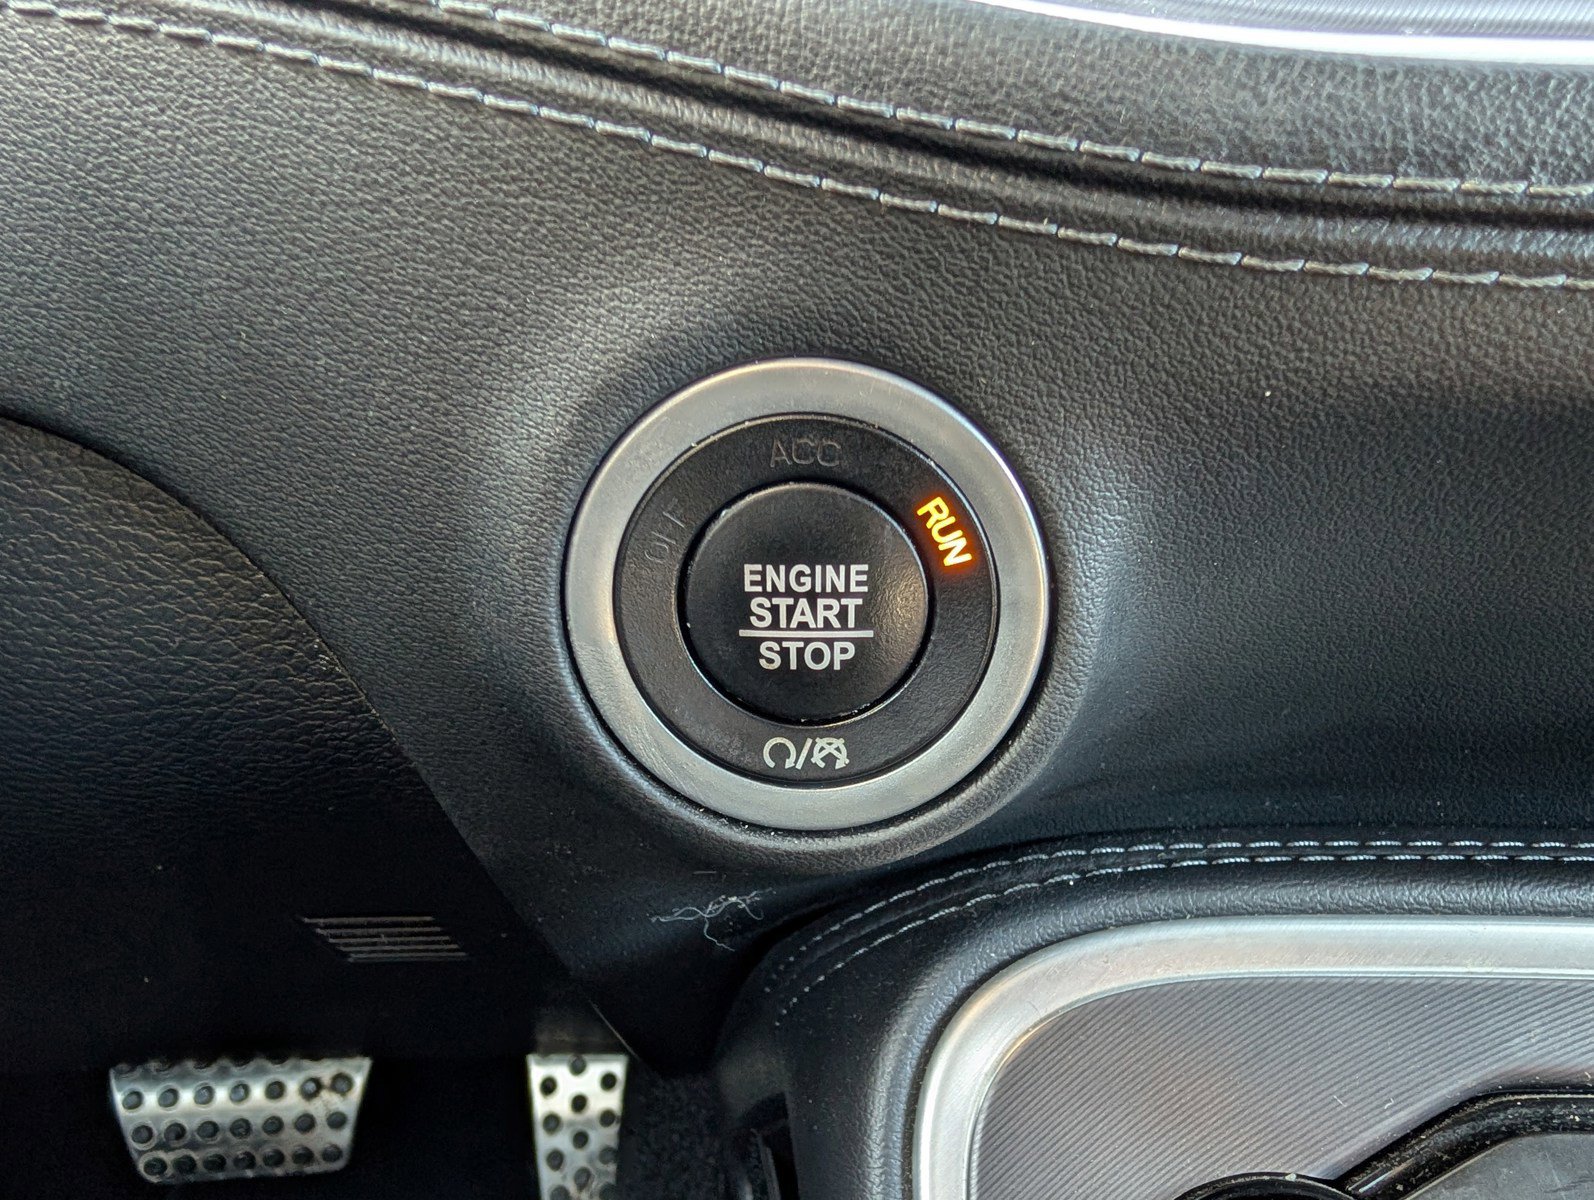 ACC
OFF
RUN
ENGINE
START
STOP